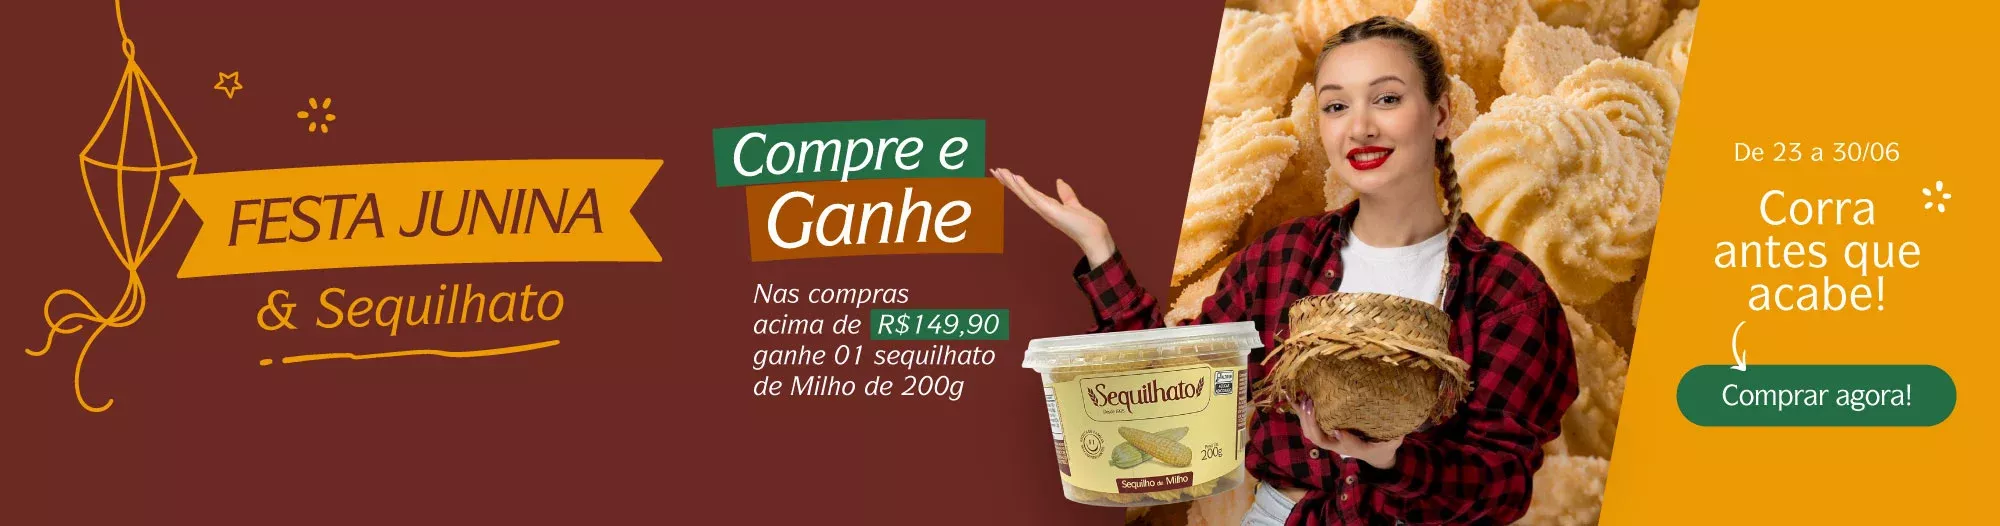 FESTA JUNINA
& Sequilhato
Compre e
Ganhe
Nas compras
acima de R$149,90
ganhe 01 sequilhato
de Milho de 200g
Sequilhato
200g
Sequilho de Milho
De 23 a 30/06
Corra
antes que
acabe!
Comprar agora!